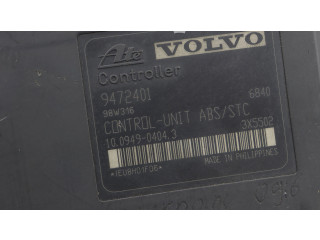 Ate VOLVO
Controller
9472401 6840
98W316
CONTROL-UNIT ABS/STC
10.0949-0404.3 3X5502
MADE IN PHILIPPINES